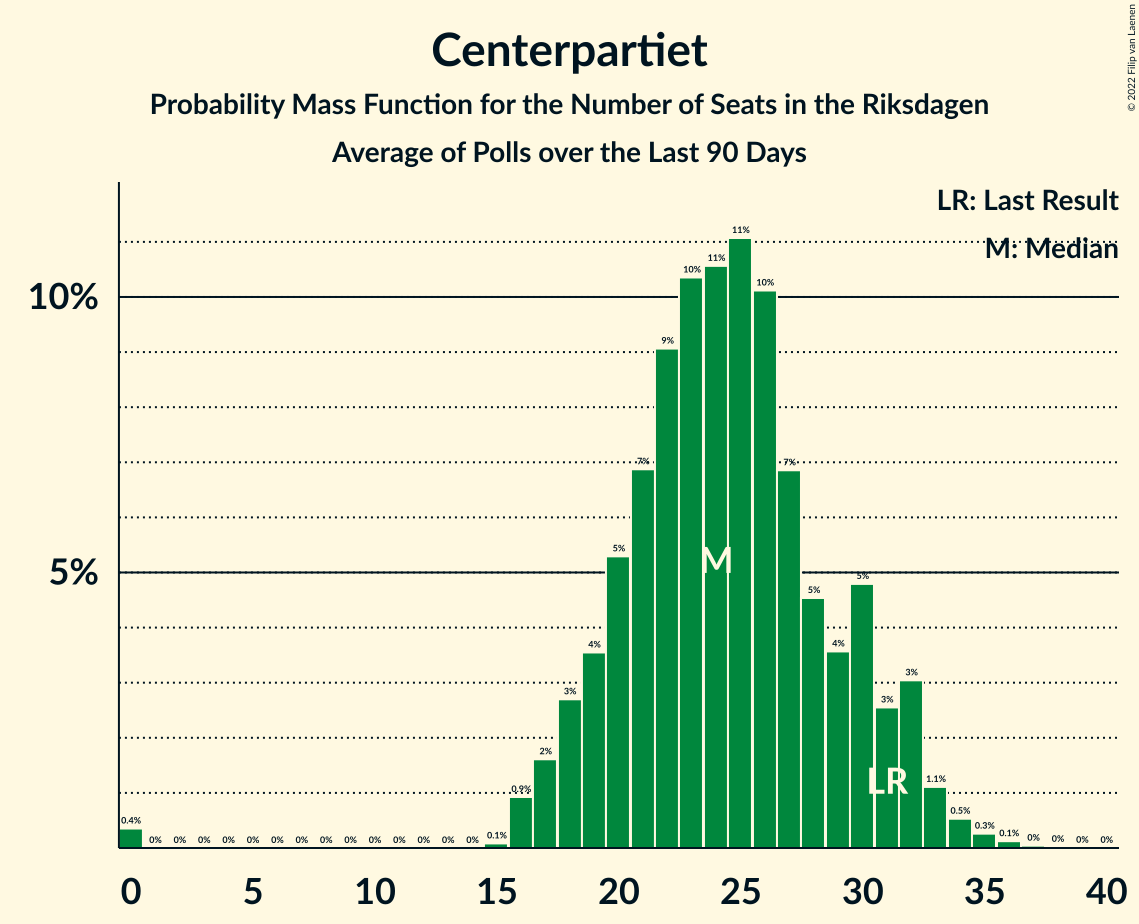 Centerpartiet
Probability Mass Function for the Number of Seats in the Riksdagen
Average of Polls over the Last 90 Days
© 2022 Filip van Laenen
LR: Last Result
M: Median
10%
5%
0.4% 0% 0% 0% 0% 0% 0% 0% 0% 0% 0% 0% 0% 0% 0% 0.1% 0.9% 2% 3% 4% 5% 7% 9% 10% 11% 11% 10% 7% 5% 4% 5% 3% 3% 1.1% 0.5% 0.3% 0.1% 0% 0% 0% 0%
M
LR
0 5 10 15 20 25 30 35 40